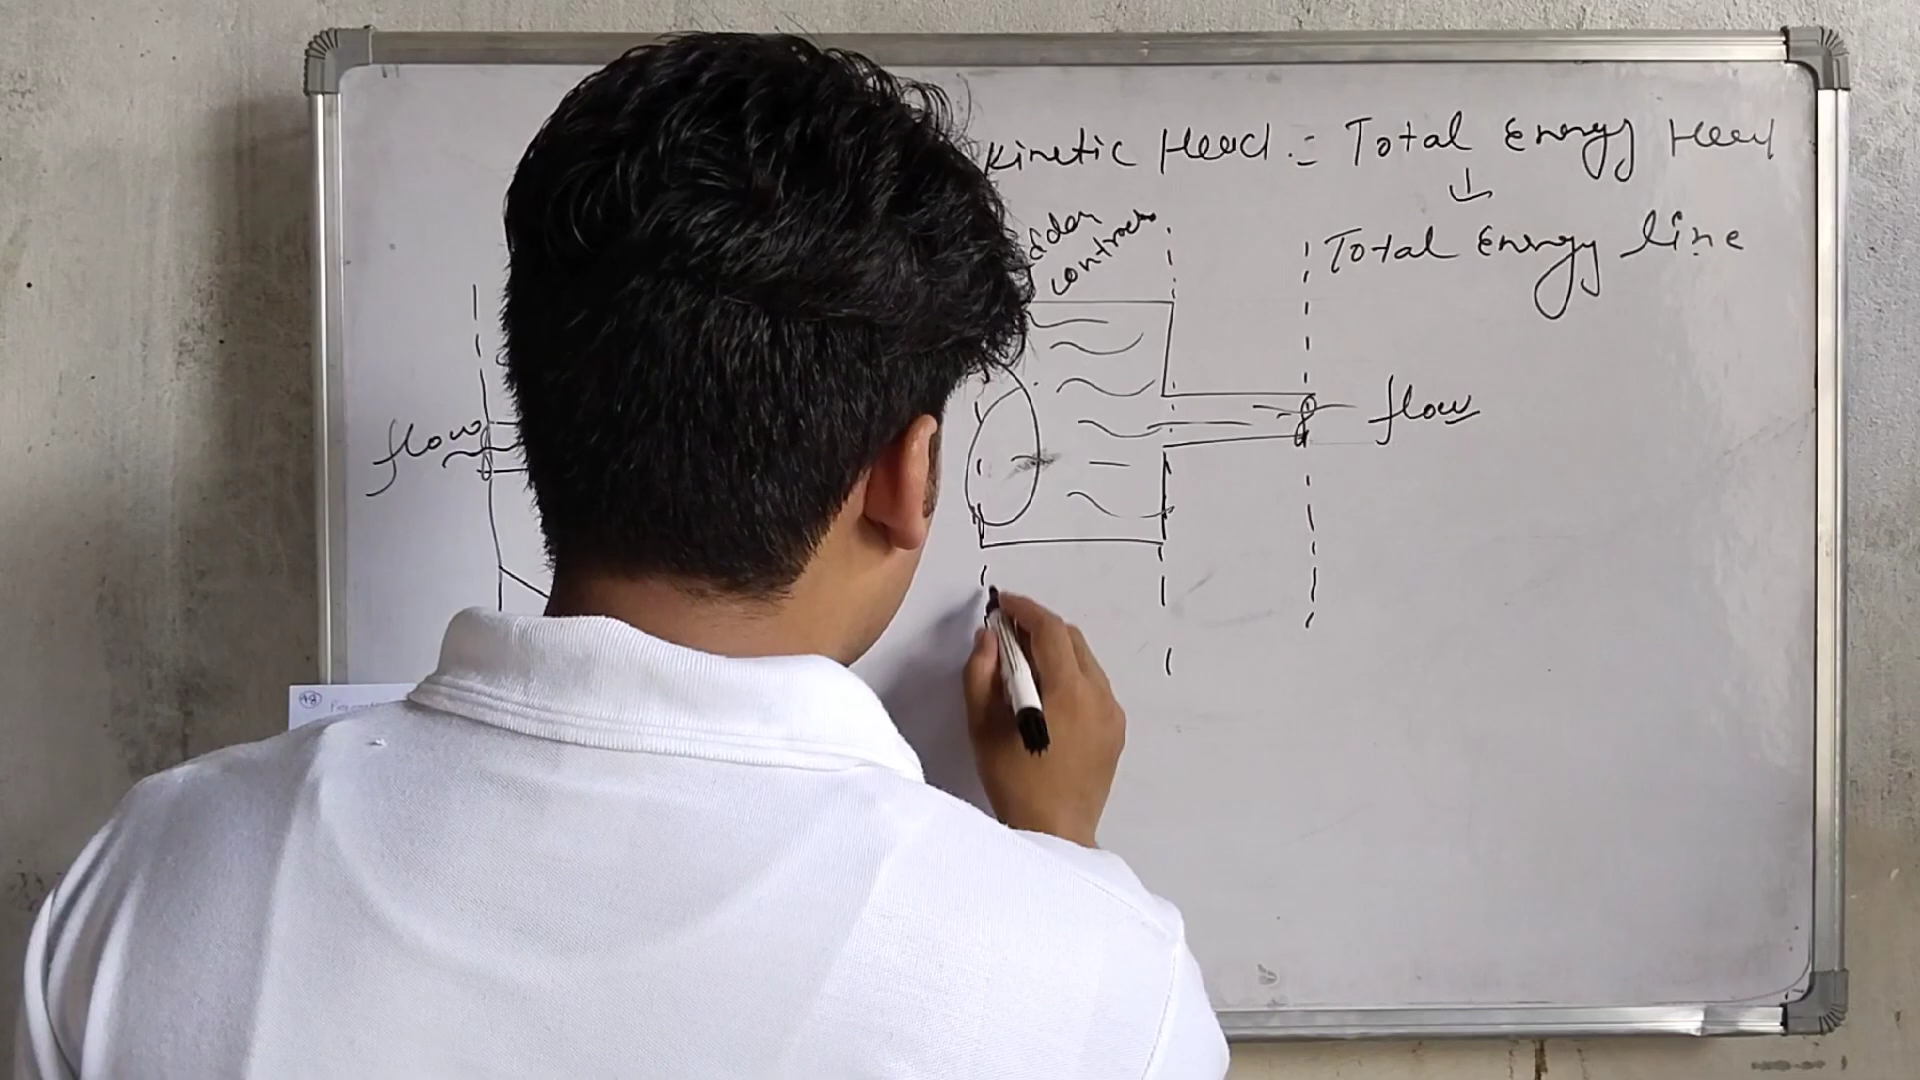 Kinetic Head = Total Energy Head
↓
Total Energy line
flow
flow